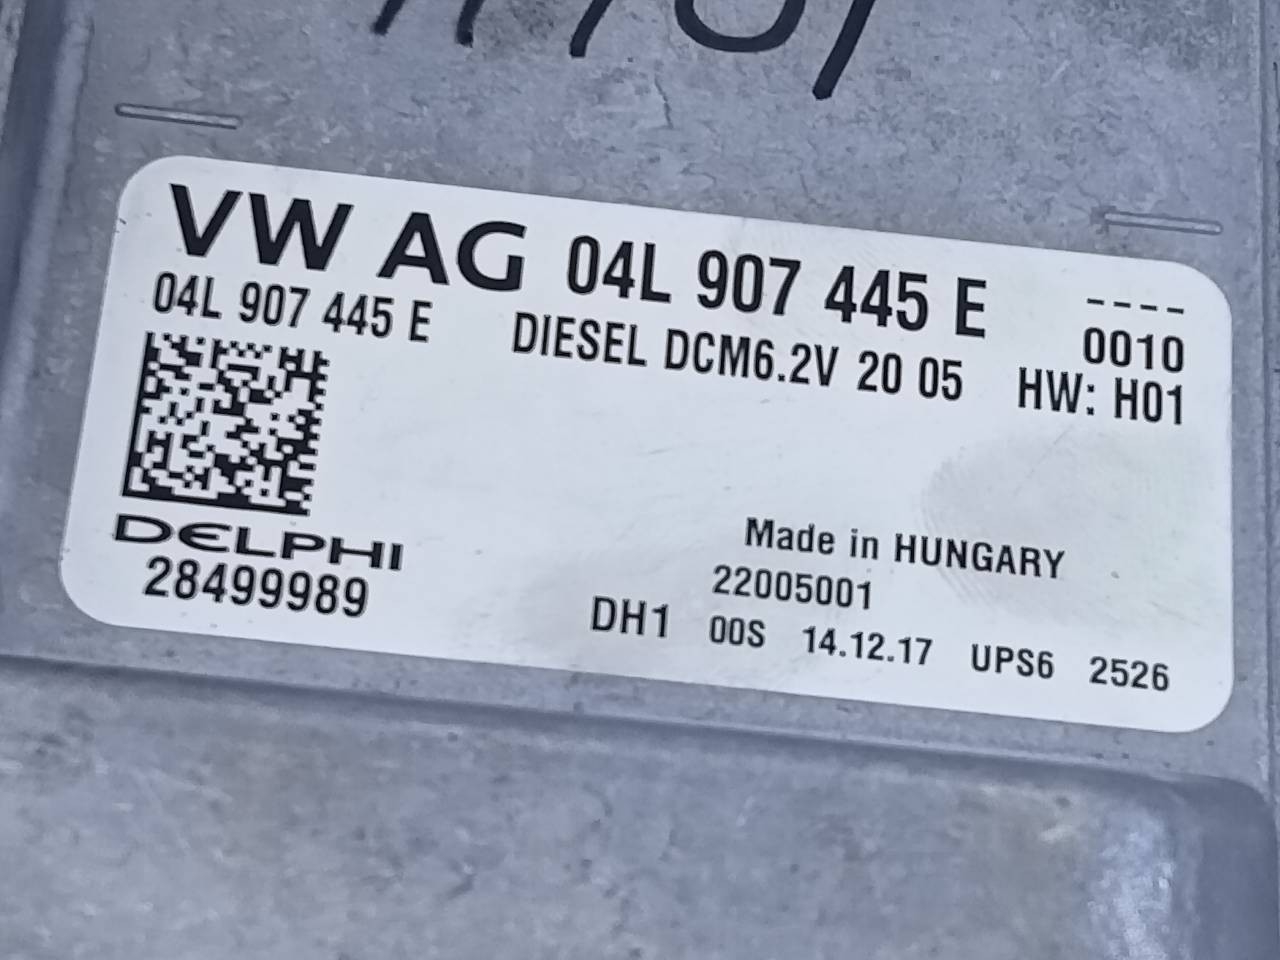 VW AG 04L 907 445 E ----
04L 907 445 E DIESEL DCM6.2V 20 05 0010
HW: H01
DELPHI
28499989
Made in HUNGARY
22005001
DH1 00S 14.12.17 UPS6 2526